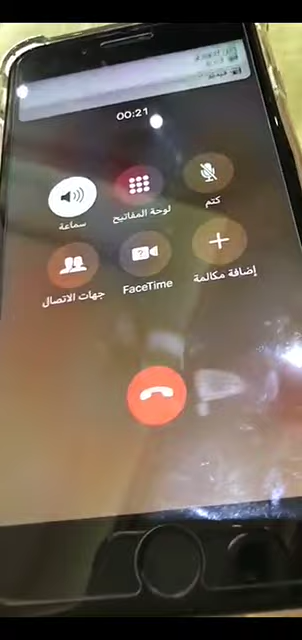 00:21
كتم
لوحة المفاتيح
سماعة
إضافة مكالمة
FaceTime
جهات الاتصال